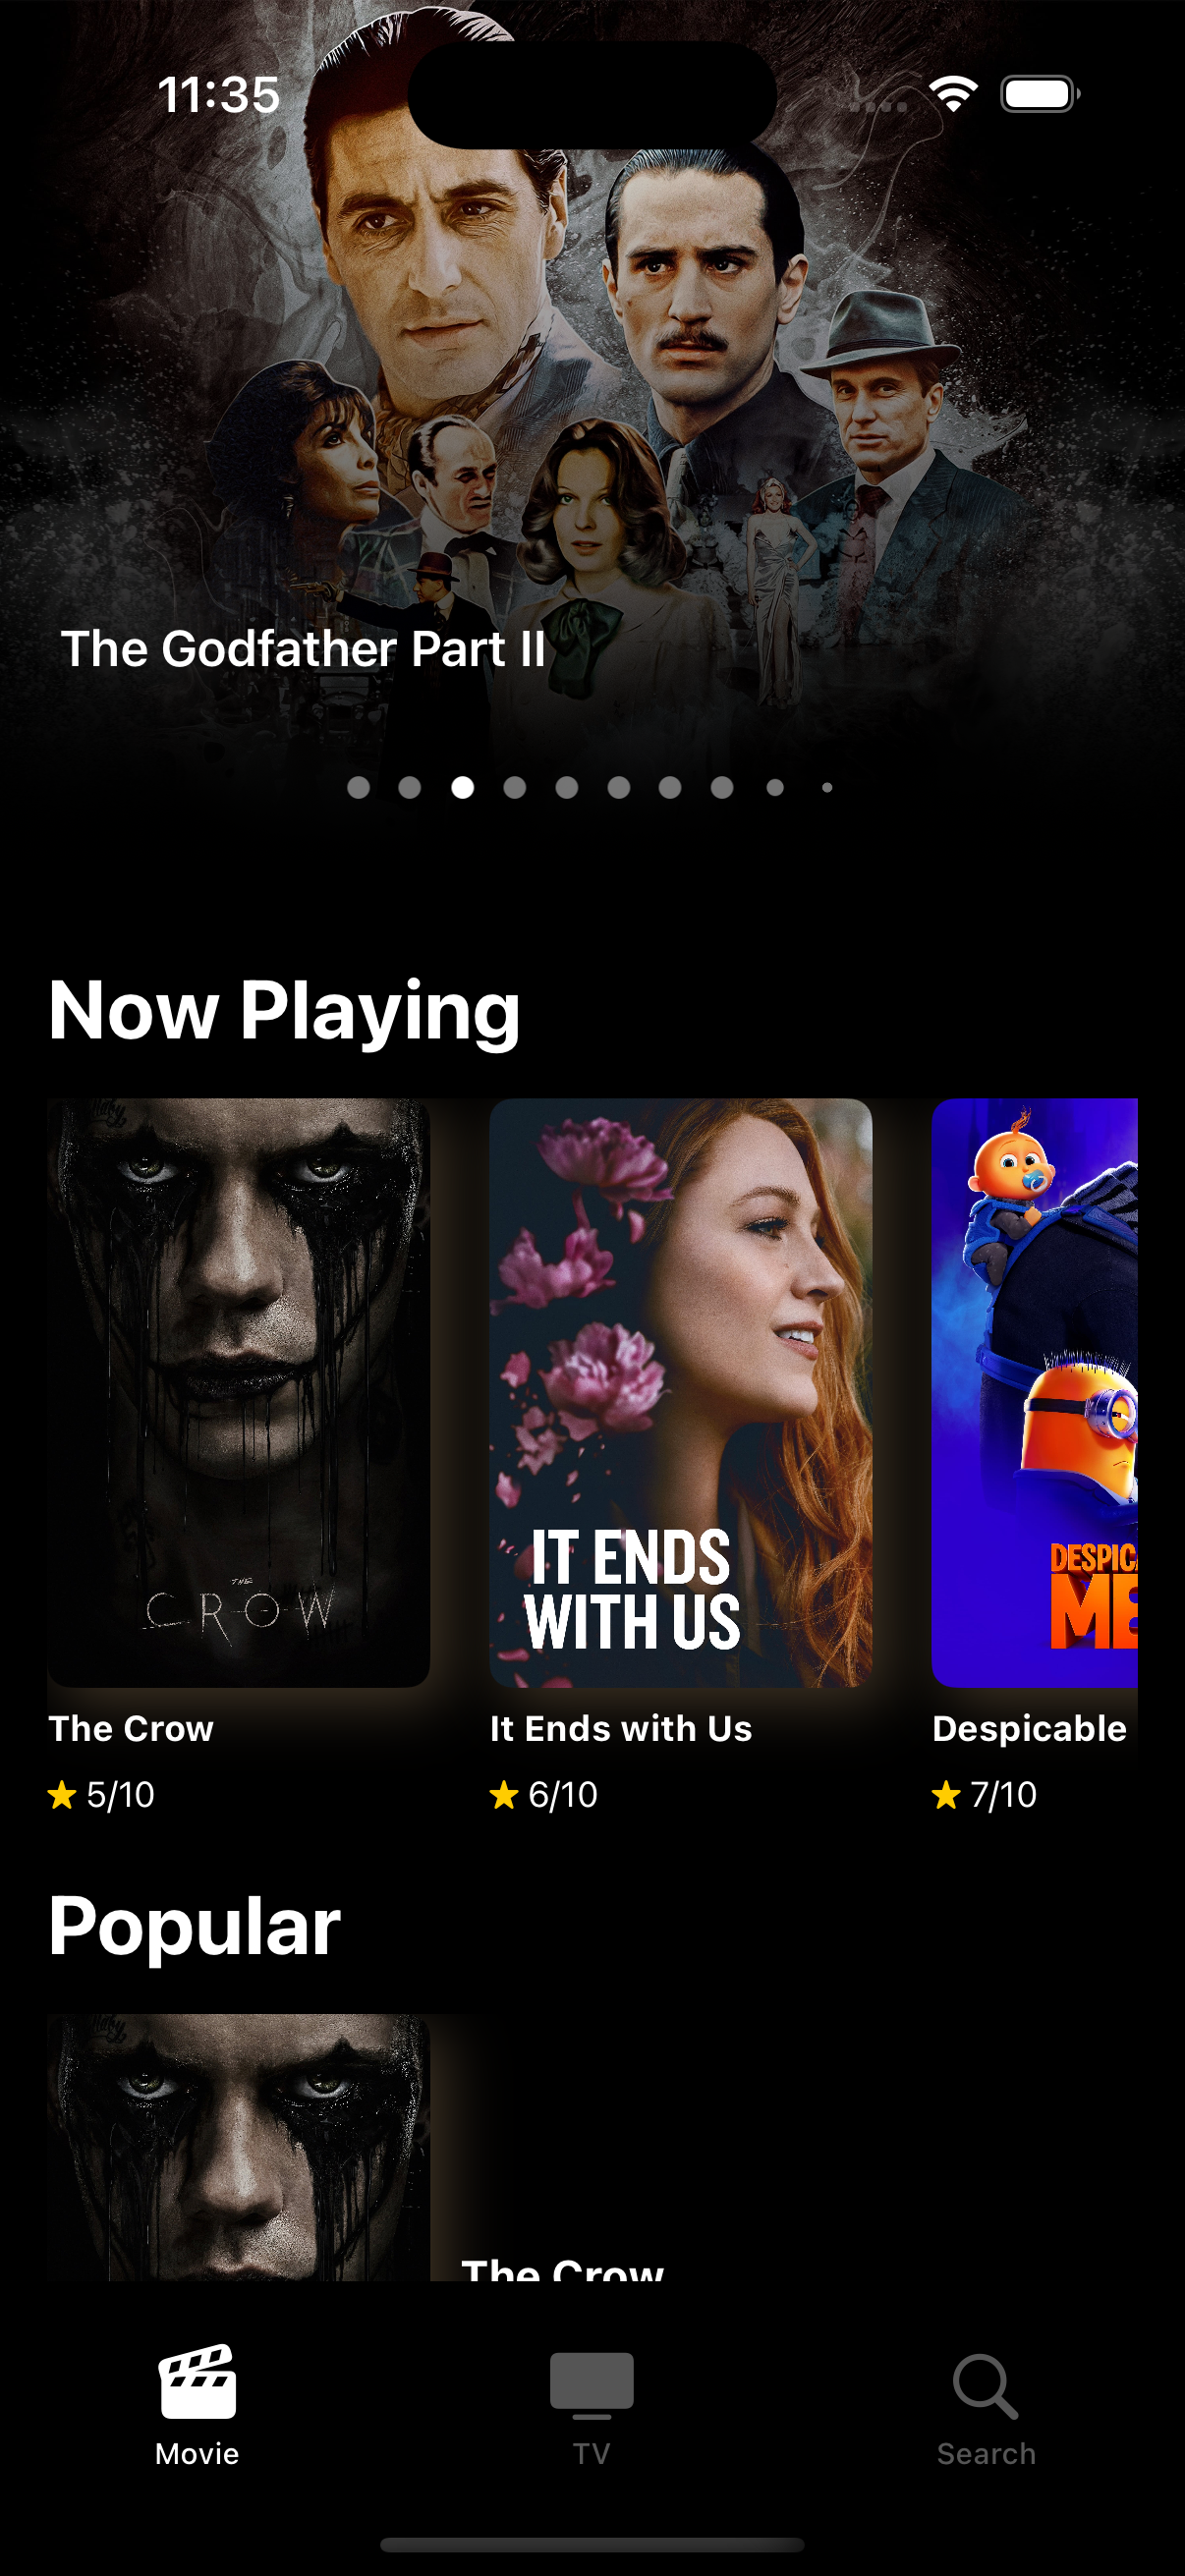 11:35
The Godfather Part II
Now Playing
THE
CROW
IT ENDS
WITH US
DESPIC
ME
The Crow
It Ends with Us
Despicable
5/10
6/10
7/10
Popular
The Crow
Movie
TV
Search